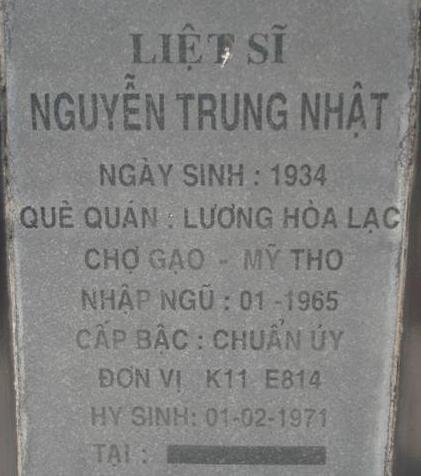 LIỆT SĨ
NGUYỄN TRUNG NHẬT
NGÀY SINH : 1934
QUÊ QUÁN : LƯƠNG HÒA LẠC
CHỢ GẠO - MỸ THO
NHẬP NGŨ : 01 -1965
CẤP BẬC : CHUẨN ÚY
ĐƠN VỊ K11 E814
HY SINH: 01-02-1971
TẠI :